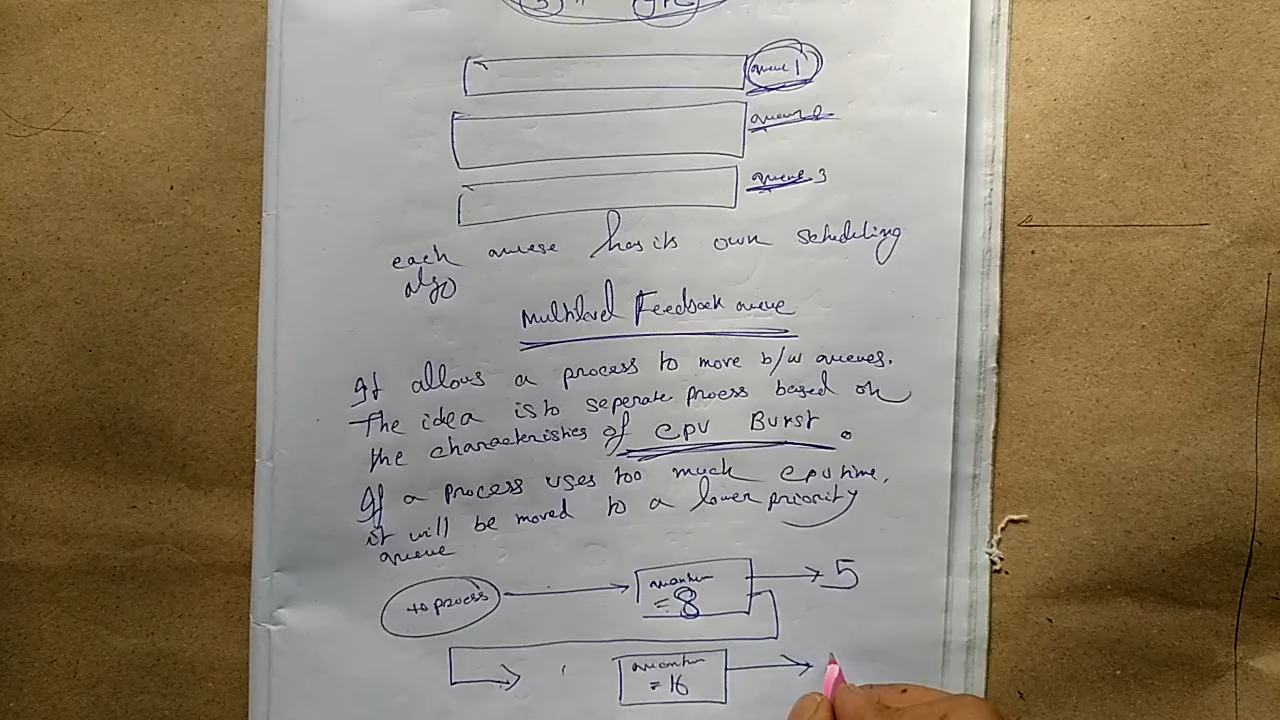 queue 1
queue 2
queue 3
each queue has its own scheduling
algo
Multilevel Feedback queue
It allows a process to move b/w queues.
The idea is to seperate process based on
the characteristics of CPU Burst.
If a process uses too much cpu time,
it will be moved to a lower priority
queue
to process
quantum
= 8
5
quantum
= 16